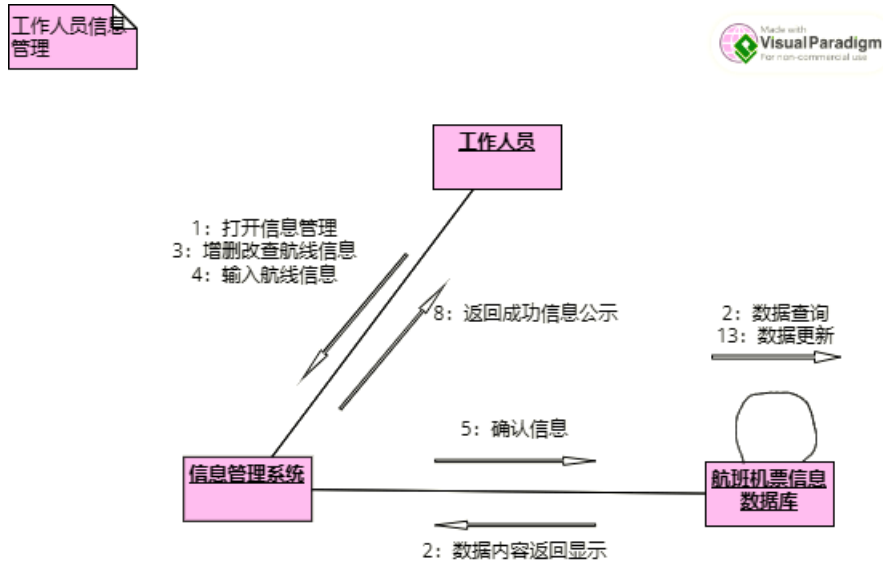 工作人员信息
管理
Made with
Visual Paradigm
For non-commercial use
工作人员
1：打开信息管理
3：增删改查航线信息
4：输入航线信息
8：返回成功信息公示
2：数据查询
13：数据更新
5：确认信息
信息管理系统
航班机票信息
数据库
2：数据内容返回显示